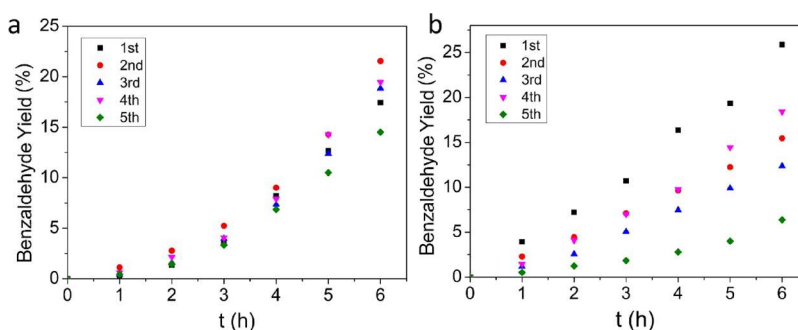 a
Benzaldehyde Yield (%)
25
20
15
10
5
0
1st
2nd
3rd
4th
5th
0 1 2 3 4 5 6
t (h)
b
Benzaldehyde Yield (%)
25
20
15
10
5
0
1st
2nd
3rd
4th
5th
0 1 2 3 4 5 6
t (h)